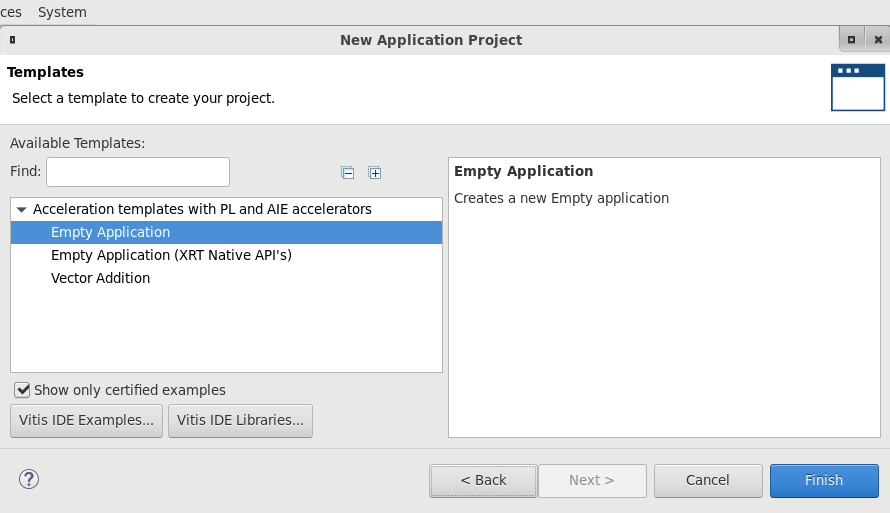 ces System
New Application Project
Templates
Select a template to create your project.
Available Templates:
Find:
Acceleration templates with PL and AIE accelerators
Empty Application
Empty Application (XRT Native API's)
Vector Addition
Empty Application
Creates a new Empty application
Show only certified examples
Vitis IDE Examples... Vitis IDE Libraries...
< Back Next > Cancel Finish